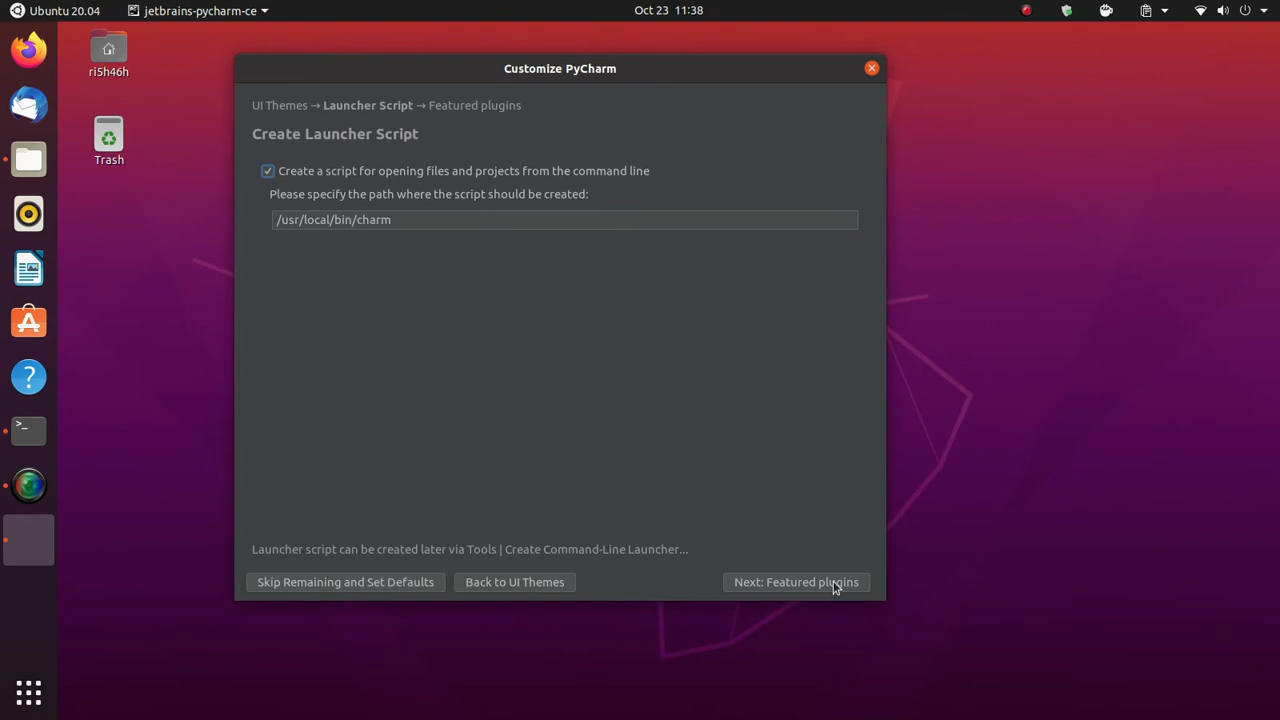 Ubuntu 20.04
jetbrains-pycharm-ce
Oct 23 11:38
ri5h46h
Trash
Customize PyCharm
UI Themes → Launcher Script → Featured plugins
Create Launcher Script
Create a script for opening files and projects from the command line
Please specify the path where the script should be created:
/usr/local/bin/charm
Launcher script can be created later via Tools | Create Command-Line Launcher...
Skip Remaining and Set Defaults
Back to UI Themes
Next: Featured plugins